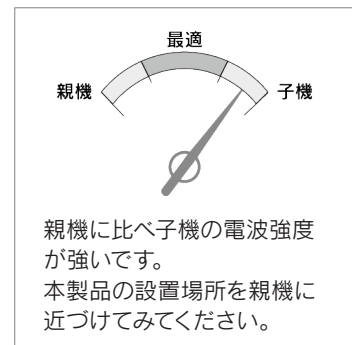 最適
親機
子機
親機に比べ子機の電波強度
が強いです。
本製品の設置場所を親機に
近づけてみてください。